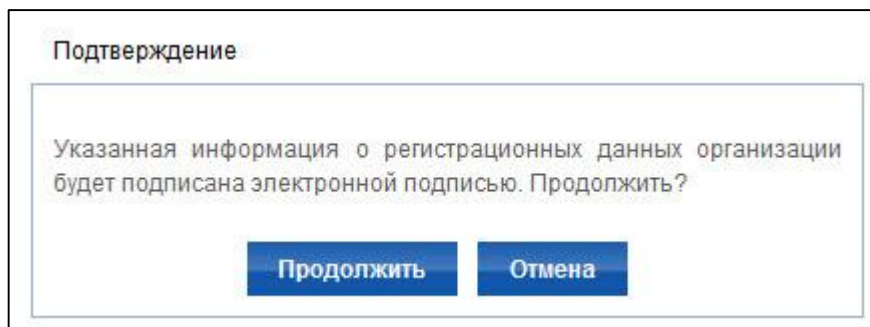 Подтверждение
Указанная информация о регистрационных данных организации
будет подписана электронной подписью. Продолжить?
Продолжить Отмена